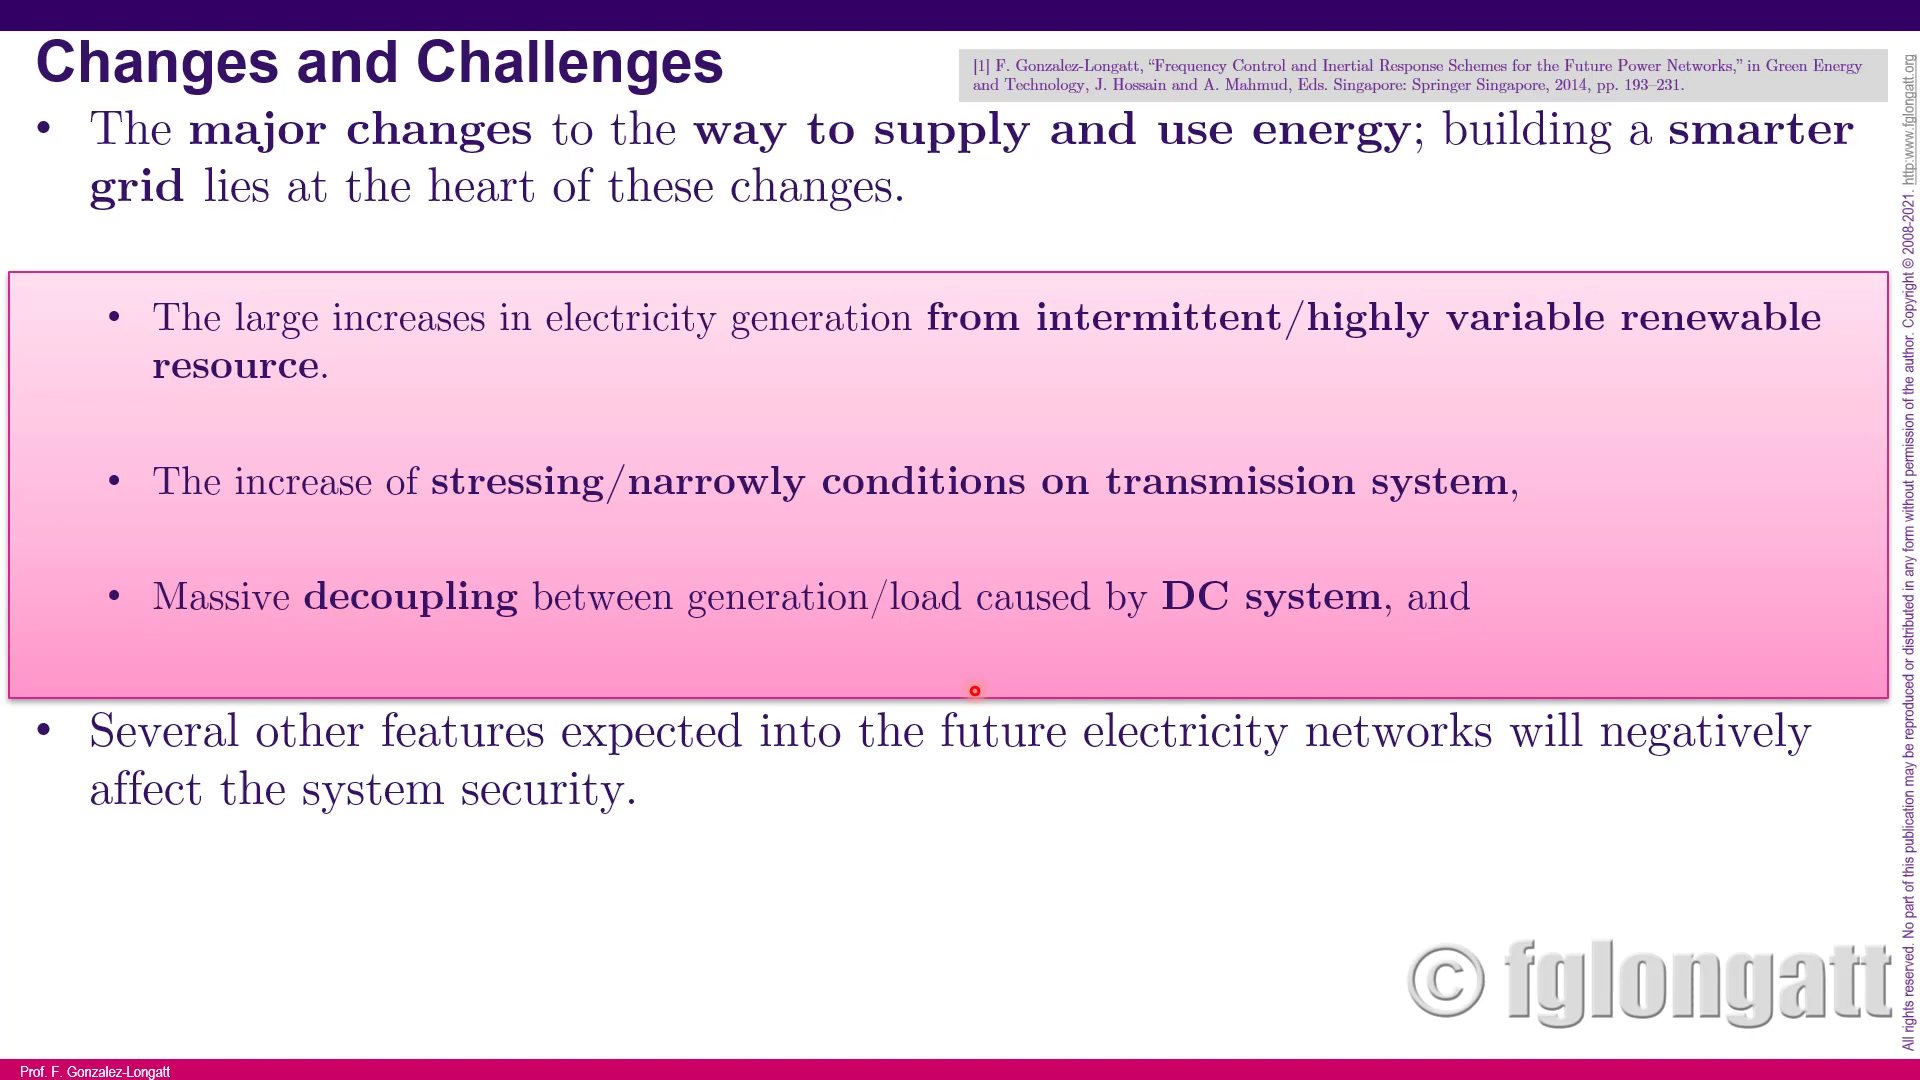 Changes and Challenges
[1] F. Gonzalez-Longatt, “Frequency Control and Inertial Response Schemes for the Future Power Networks,” in Green Energy
and Technology, J. Hossain and A. Mahmud, Eds. Singapore: Springer Singapore, 2014, pp. 193–231.
• The major changes to the way to supply and use energy; building a smarter
grid lies at the heart of these changes.
• The large increases in electricity generation from intermittent/highly variable renewable
resource.
• The increase of stressing/narrowly conditions on transmission system,
• Massive decoupling between generation/load caused by DC system, and
• Several other features expected into the future electricity networks will negatively
affect the system security.
© fglongatt
Prof. F. Gonzalez-Longatt
All rights reserved. No part of this publication may be reproduced or distributed in any form without permission of the author. Copyright © 2008-2021. http:www.fglongatt.org